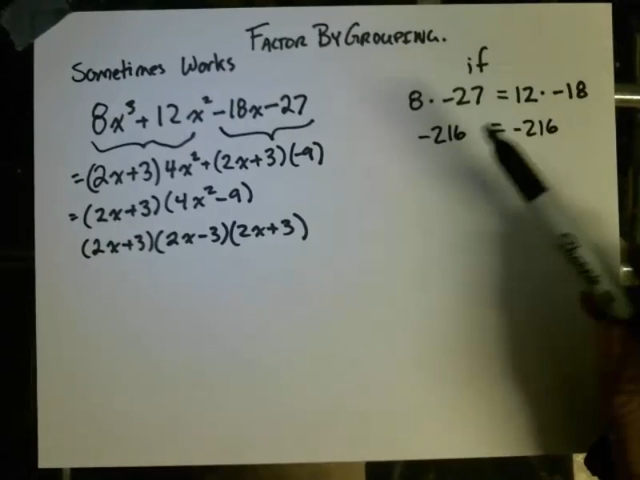 FACTOR BY GROUPING.
Sometimes Works
8x³+12x²-18x-27
=(2x+3)4x²+(2x+3)(-9)
=(2x+3)(4x²-9)
(2x+3)(2x-3)(2x+3)
if
8·-27=12·-18
-216 = -216